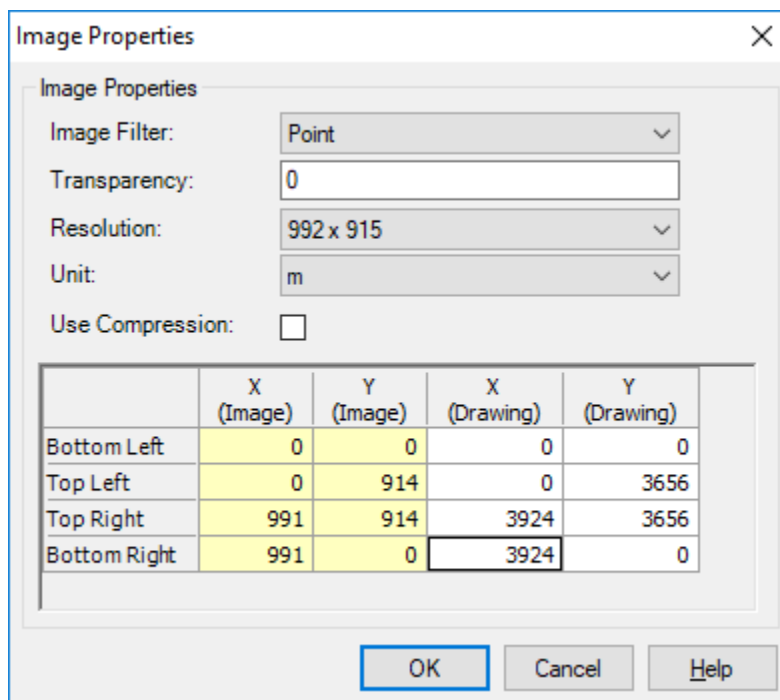 Image Properties
Image Properties
Image Filter: Point
Transparency: 0
Resolution: 992 x 915
Unit: m
Use Compression:
X (Image) Y (Image) X (Drawing) Y (Drawing)
Bottom Left 0 0 0 0
Top Left 0 914 0 3656
Top Right 991 914 3924 3656
Bottom Right 991 0 3924 0
OK Cancel Help